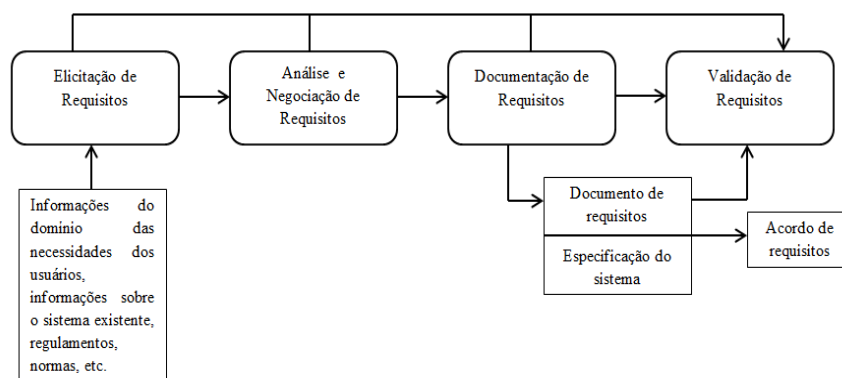 Elicitação de
Requisitos
Análise e
Negociação de
Requisitos
Documentação de
Requisitos
Validação de
Requisitos
Informações do
dominio das
necessidades dos
usuários,
informações sobre
o sistema existente,
regulamentos,
normas, etc.
Documento de
requisitos
Especificação do
sistema
Acordo de
requisitos